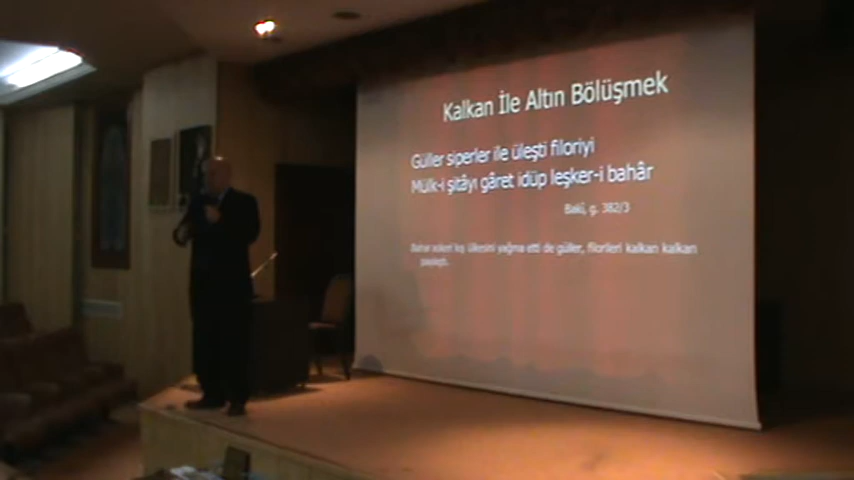 Kalkan İle Altın Bölüşmek
Güller siperler ile üleşti filoriyi
Mülk-i şitâyı gâret idüp leşker-i bahâr
Bakî, g. 382/3
Bahar askeri kış ülkesini yağma etti de güller, filorileri kalkan kalkan
paylaştı.